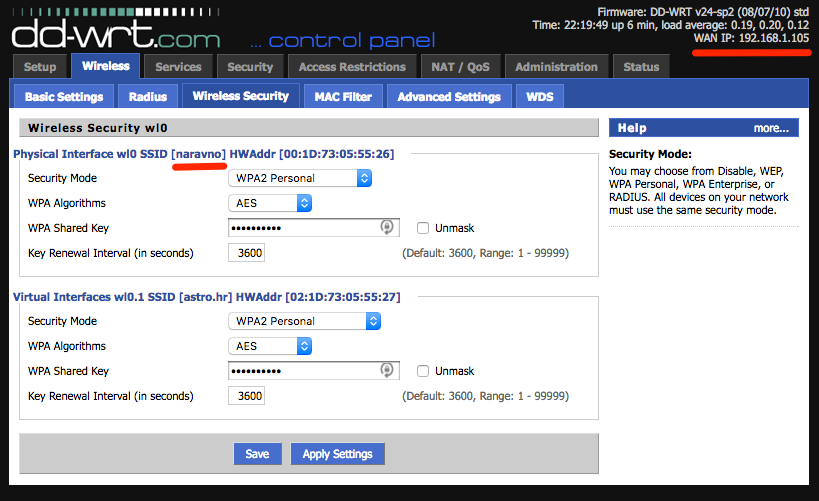 Firmware: DD-WRT v24-sp2 (08/07/10) std
Time: 22:19:49 up 6 min, load average: 0.19, 0.20, 0.12
WAN IP: 192.168.1.105
dd-wrt.com ... control panel
Setup Wireless Services Security Access Restrictions NAT / QoS Administration Status
Basic Settings Radius Wireless Security MAC Filter Advanced Settings WDS
Wireless Security wl0
Physical Interface wl0 SSID [naravno] HWAddr [00:1D:73:05:55:26]
Security Mode WPA2 Personal
WPA Algorithms AES
WPA Shared Key •••••••••• Unmask
Key Renewal Interval (in seconds) 3600 (Default: 3600, Range: 1 - 99999)
Virtual Interfaces wl0.1 SSID [astro.hr] HWAddr [02:1D:73:05:55:27]
Security Mode WPA2 Personal
WPA Algorithms AES
WPA Shared Key •••••••••• Unmask
Key Renewal Interval (in seconds) 3600 (Default: 3600, Range: 1 - 99999)
Save Apply Settings
Help more...
Security Mode:
You may choose from Disable, WEP,
WPA Personal, WPA Enterprise, or
RADIUS. All devices on your network
must use the same security mode.